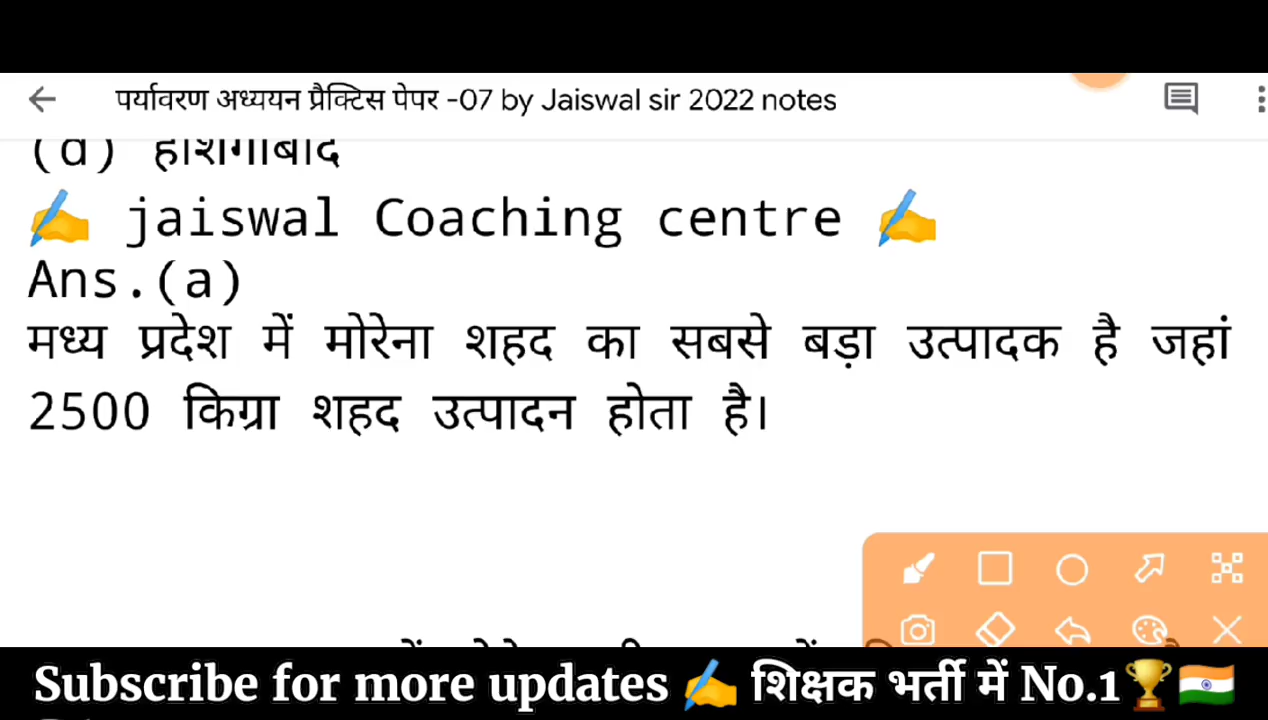 पर्यावरण अध्ययन प्रैक्टिस पेपर -07 by Jaiswal sir 2022 notes
(d) होशंगाबाद
✍ jaiswal Coaching centre ✍
Ans.(a)
मध्य प्रदेश में मोरेना शहद का सबसे बड़ा उत्पादक है जहां
2500 किग्रा शहद उत्पादन होता है।
Subscribe for more updates ✍ शिक्षक भर्ती में No.1🏆🇮🇳